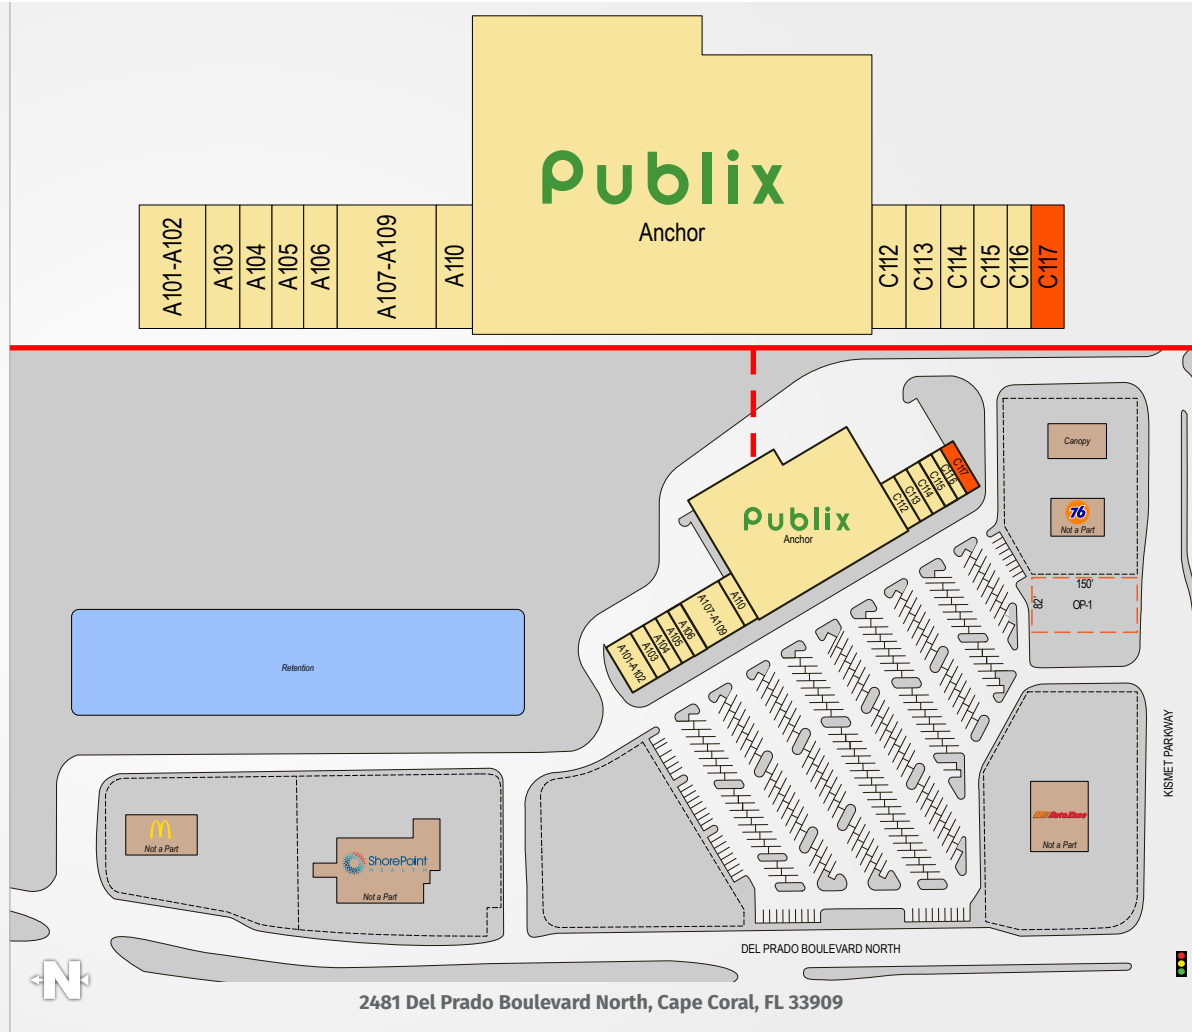 Publix
Anchor
A101-A102
A103
A104
A105
A106
A107-A109
A110
C112
C113
C114
C115
C116
C117
Canopy
76
Not a Part
150'
82'
OP-1
Publix
Anchor
C112
C113
C114
C115
C116
C117
A101-A102
A103
A104
A105
A106
A107-A109
A110
Retention
Not a Part
ShorePoint
HEALTH
Not a Part
AutoZone
Not a Part
KISMET PARKWAY
DEL PRADO BOULEVARD NORTH
N
2481 Del Prado Boulevard North, Cape Coral, FL 33909